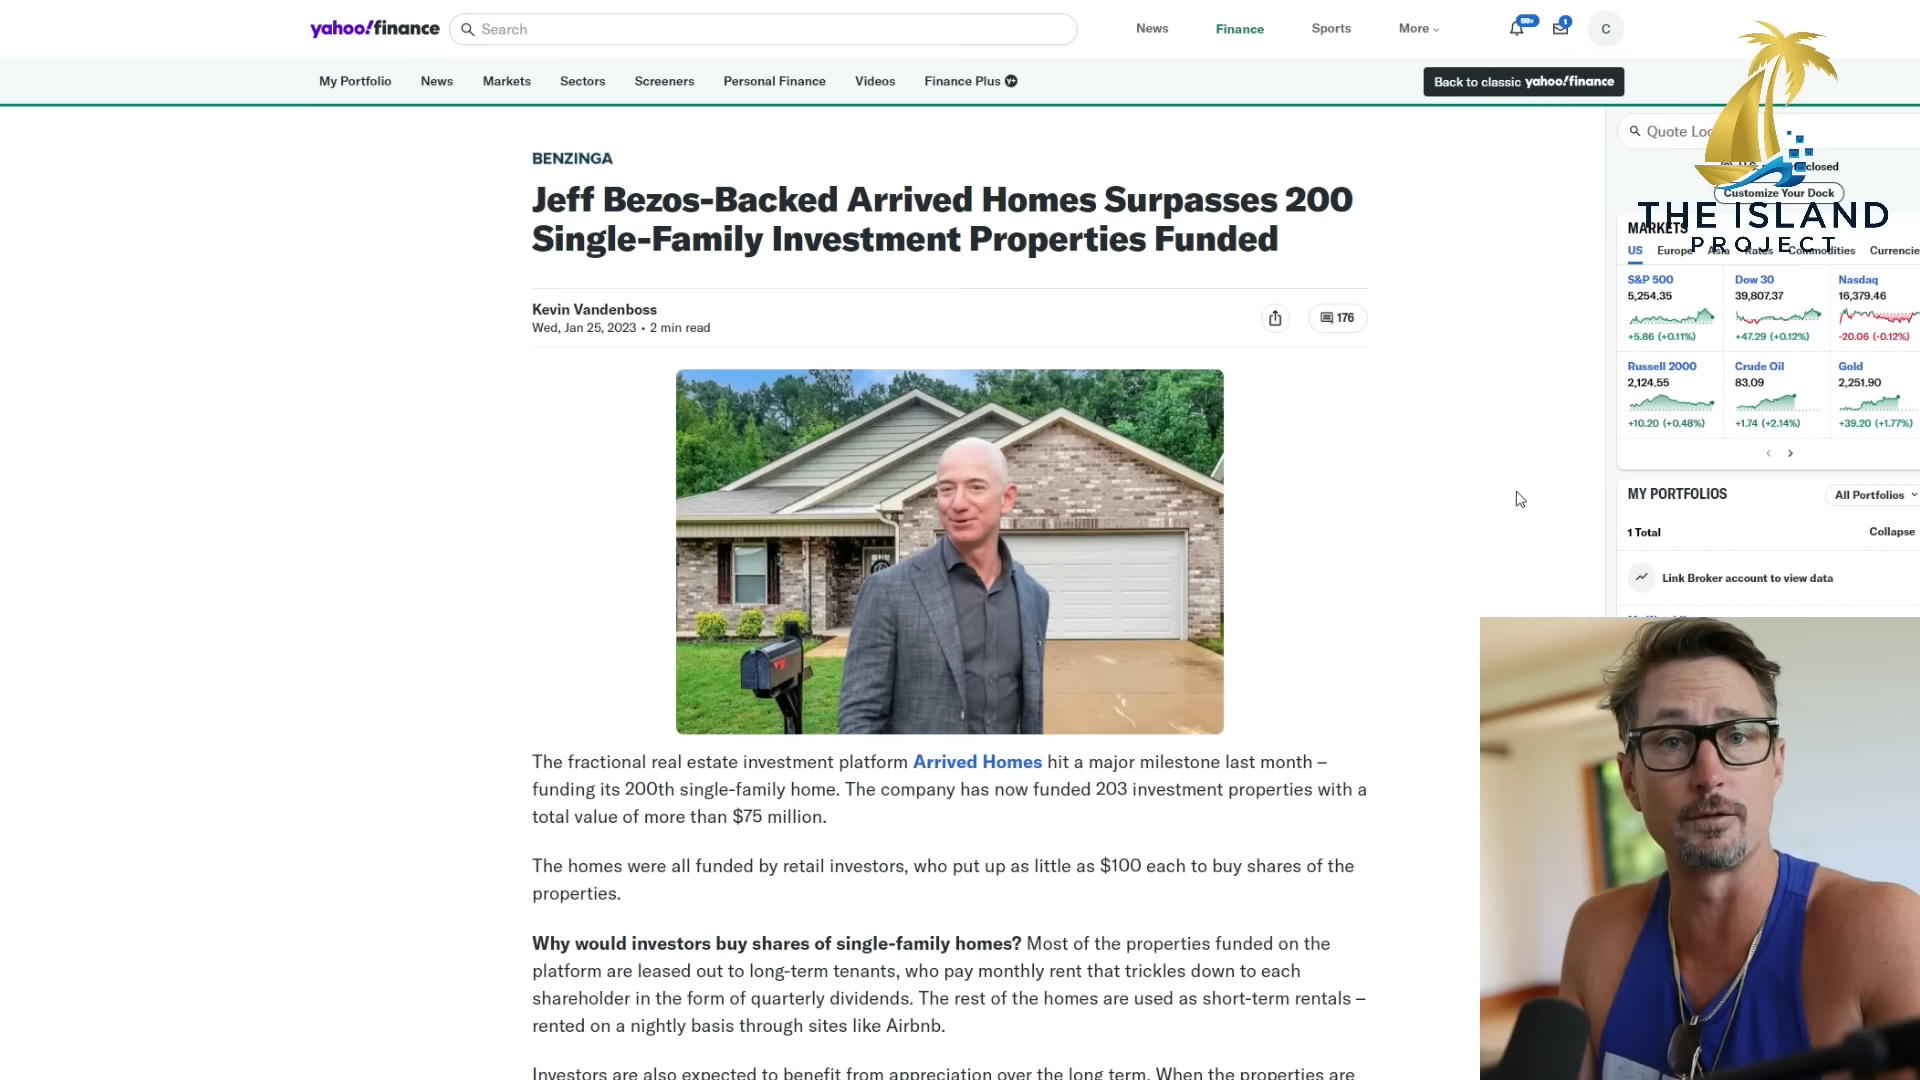 yahoo!finance
Search
News
Finance
Sports
More
99+
1
C
My Portfolio
News
Markets
Sectors
Screeners
Personal Finance
Videos
Finance Plus
Back to classic yahoo!finance
BENZINGA
Jeff Bezos-Backed Arrived Homes Surpasses 200
Single-Family Investment Properties Funded
Kevin Vandenboss
Wed, Jan 25, 2023 • 2 min read
176
The fractional real estate investment platform Arrived Homes hit a major milestone last month –
funding its 200th single-family home. The company has now funded 203 investment properties with a
total value of more than $75 million.
The homes were all funded by retail investors, who put up as little as $100 each to buy shares of the
properties.
Why would investors buy shares of single-family homes? Most of the properties funded on the
platform are leased out to long-term tenants, who pay monthly rent that trickles down to each
shareholder in the form of quarterly dividends. The rest of the homes are used as short-term rentals –
rented on a nightly basis through sites like Airbnb.
Investors are also expected to benefit from appreciation over the long term. When the properties are
Quote
closed
Customize Your Dock
THE ISLAND
PROJECT
MARKETS
US Europe Asia Rates Commodities Currencie
S&P 500
5,254.35
+5.86 (+0.11%)
Dow 30
39,807.37
+47.29 (+0.12%)
Nasdaq
16,379.46
-20.06 (-0.12%)
Russell 2000
2,124.55
+10.20 (+0.48%)
Crude Oil
83.09
+1.74 (+2.14%)
Gold
2,251.90
+39.20 (+1.77%)
MY PORTFOLIOS
All Portfolios
1 Total
Collapse
Link Broker account to view data